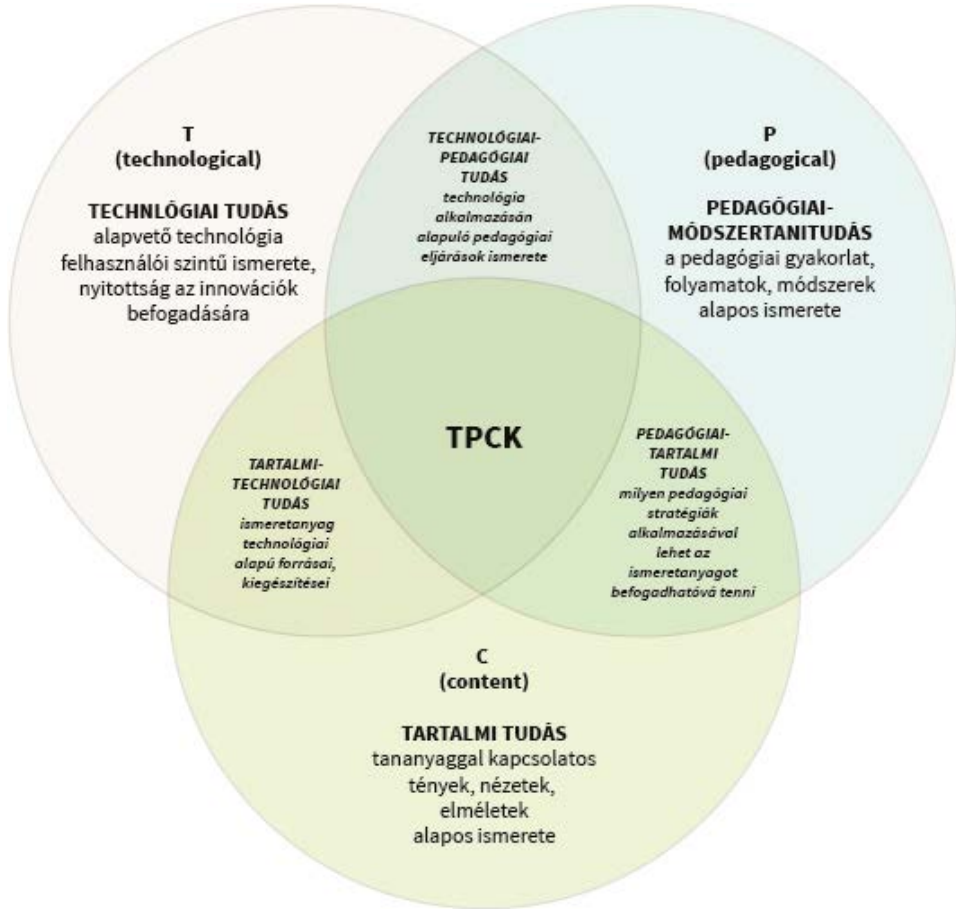 T
(technological)
TECHNLÓGIAI TUDÁS
alapvető technológia
felhasználói szintű ismerete,
nyitottság az innovációk
befogadására
TECHNOLÓGIAI-
PEDAGÓGIAI
TUDÁS
technológia
alkalmazásán
alapuló pedagógiai
eljárások ismerete
P
(pedagogical)
PEDAGÓGIAI-
MÓDSZERTANITUDÁS
a pedagógiai gyakorlat,
folyamatok, módszerek
alapos ismerete
TARTALMI-
TECHNOLÓGIAI
TUDÁS
ismeretanyag
technológiai
alapú forrásai,
kiegészítései
TPCK
PEDAGÓGIAI-
TARTALMI
TUDÁS
milyen pedagógiai
stratégiák
alkalmazásával
lehet az
ismeretanyagot
befogadhatóvá tenni
C
(content)
TARTALMI TUDÁS
tananyaggal kapcsolatos
tények, nézetek,
elméletek
alapos ismerete